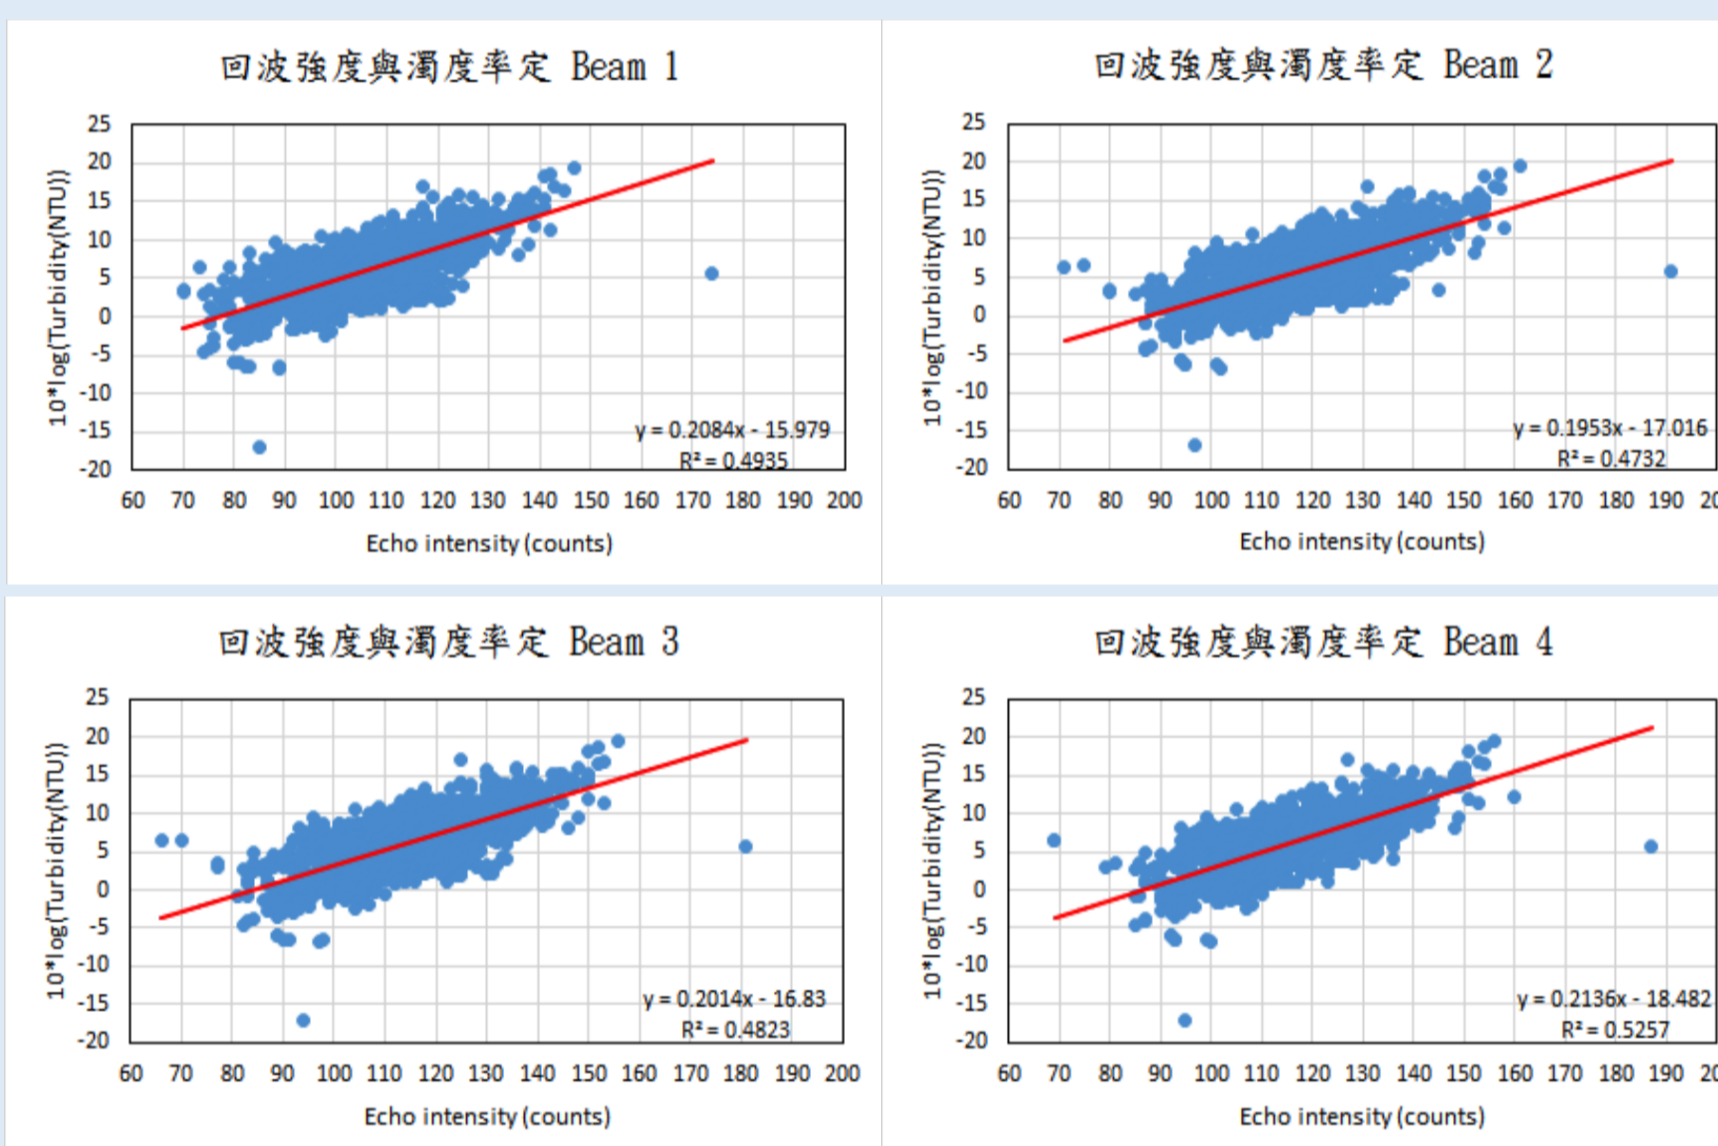 回波強度與濁度率定 Beam 1
25
20
15
10
5
0
-5
-10
-15
-20
10*log(Turbidity(NTU))
y = 0.2084x - 15.979
R² = 0.4935
60 70 80 90 100 110 120 130 140 150 160 170 180 190 200
Echo intensity (counts)
回波強度與濁度率定 Beam 2
25
20
15
10
5
0
-5
-10
-15
-20
10*log(Turbidity(NTU))
y = 0.1953x - 17.016
R² = 0.4732
60 70 80 90 100 110 120 130 140 150 160 170 180 190 20
Echo intensity (counts)
回波強度與濁度率定 Beam 3
25
20
15
10
5
0
-5
-10
-15
-20
10*log(Turbidity(NTU))
y = 0.2014x - 16.83
R² = 0.4823
60 70 80 90 100 110 120 130 140 150 160 170 180 190 200
Echo intensity (counts)
回波強度與濁度率定 Beam 4
25
20
15
10
5
0
-5
-10
-15
-20
10*log(Turbidity(NTU))
y = 0.2136x - 18.482
R² = 0.5257
60 70 80 90 100 110 120 130 140 150 160 170 180 190 20
Echo intensity (counts)